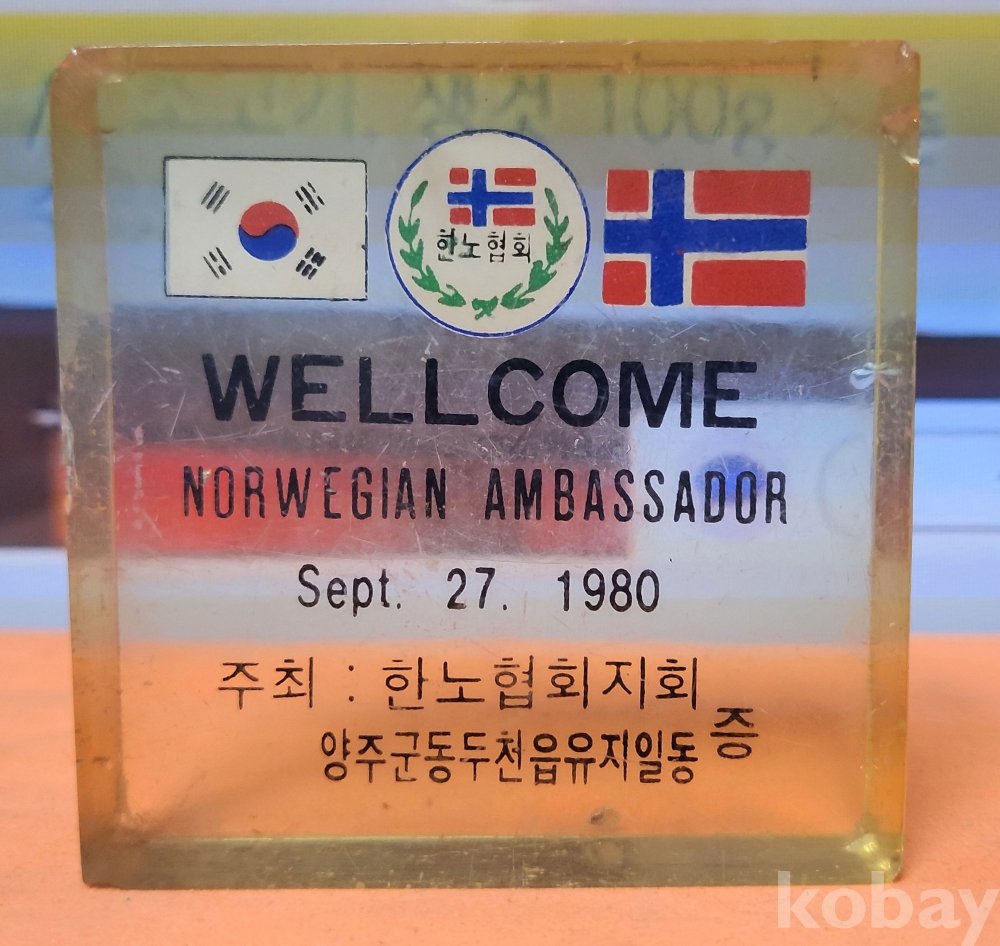 한노협회
WELLCOME
NORWEGIAN AMBASSADOR
Sept. 27. 1980
주최 : 한노협회지회
양주군동두천읍유지일동 증
kobay